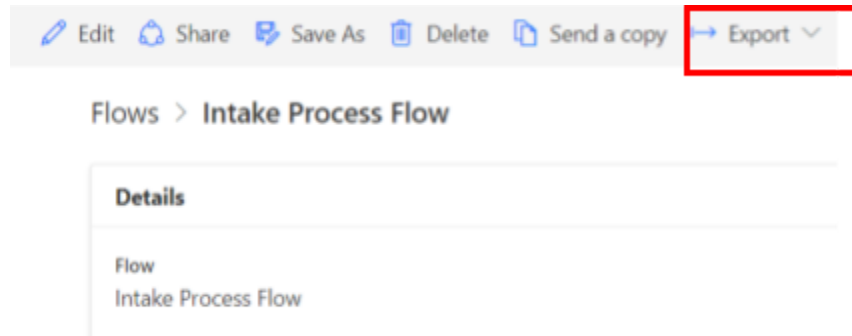 Edit Share Save As Delete Send a copy Export
Flows > Intake Process Flow
Details
Flow
Intake Process Flow